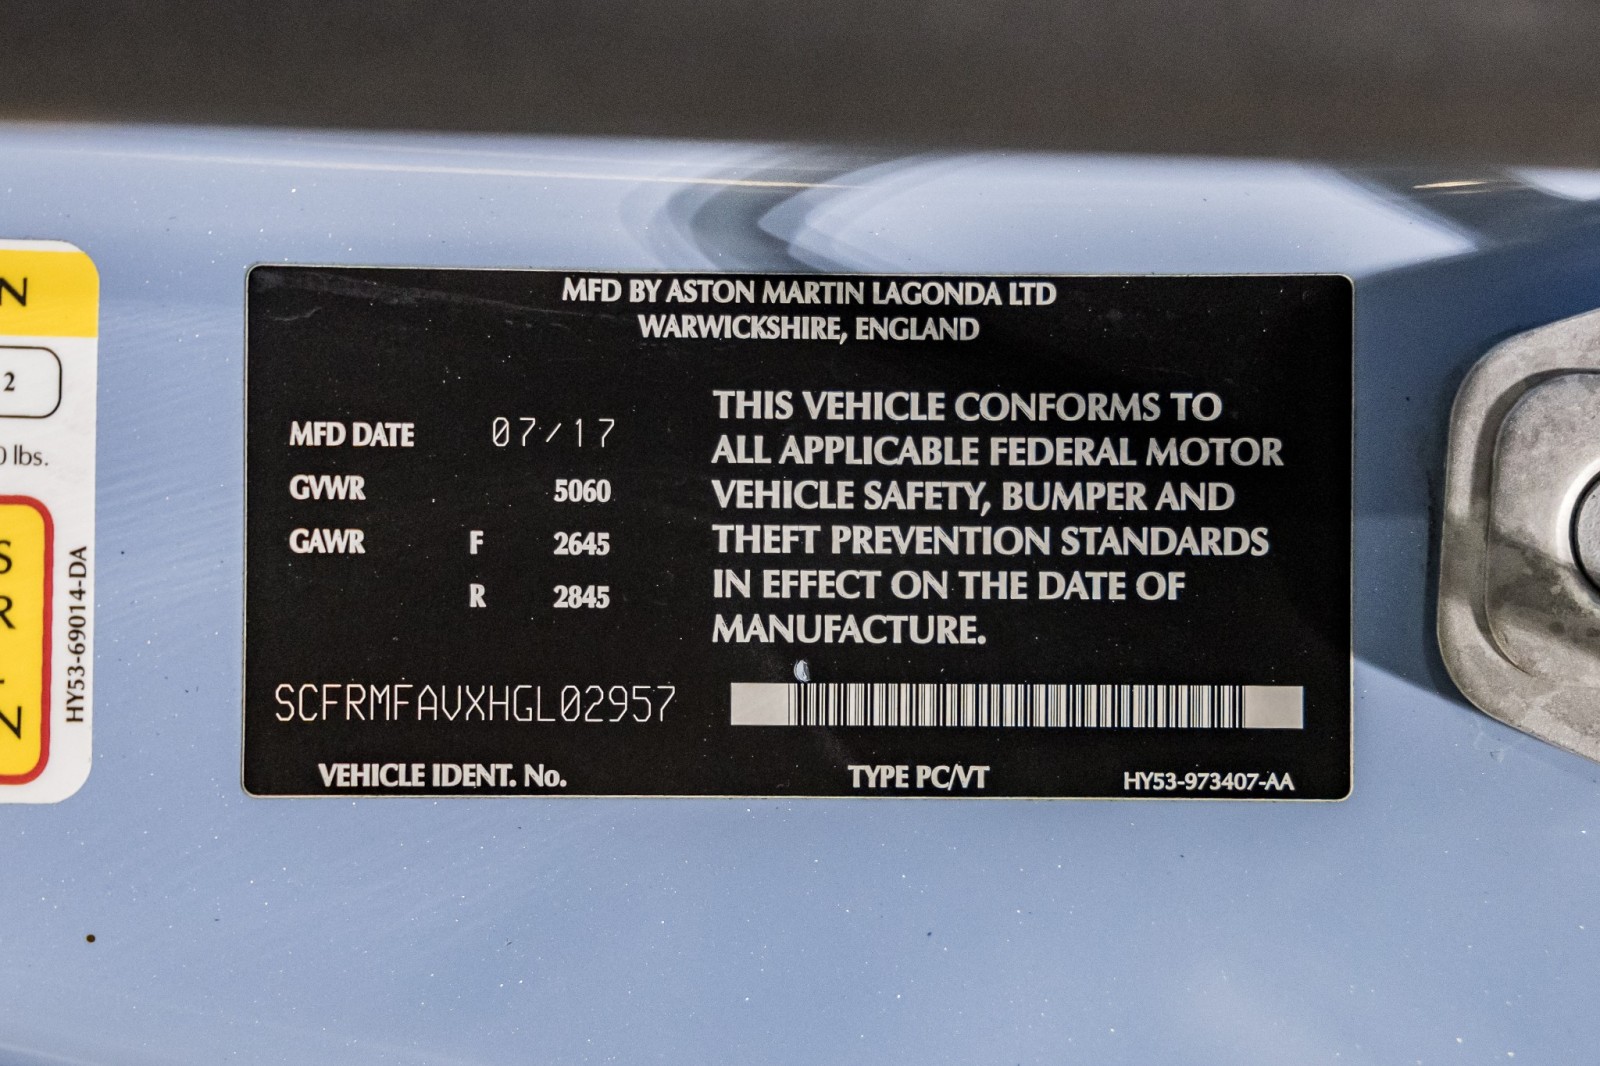 MFD BY ASTON MARTIN LAGONDA LTD
WARWICKSHIRE, ENGLAND
MFD DATE 07/17
GVWR 5060
GAWR F 2645
R 2845
THIS VEHICLE CONFORMS TO
ALL APPLICABLE FEDERAL MOTOR
VEHICLE SAFETY, BUMPER AND
THEFT PREVENTION STANDARDS
IN EFFECT ON THE DATE OF
MANUFACTURE.
SCFRMFAVXHGL02957
VEHICLE IDENT. No.
TYPE PC/VT
HY53-973407-AA
N
2
0 lbs.
S
R
N
HY53-69014-DA